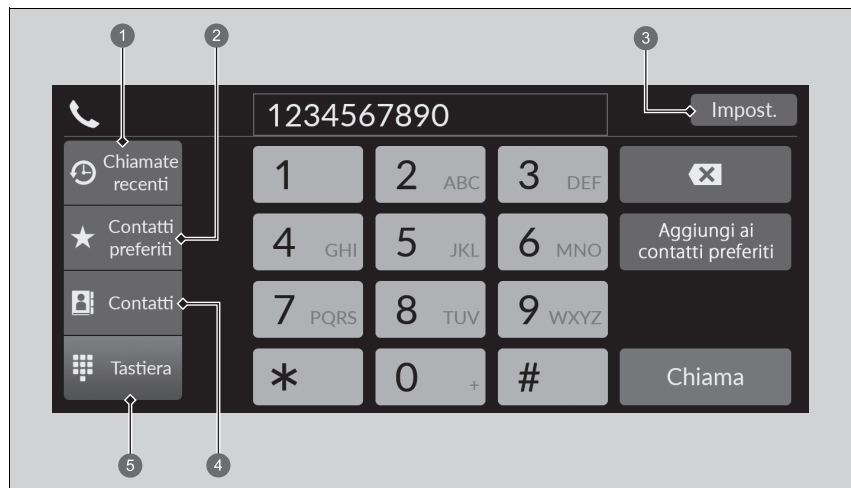 1
2
3
1234567890
Impost.
Chiamate
recenti
Contatti
preferiti
Contatti
Tastiera
1
2 ABC
3 DEF
4 GHI
5 JKL
6 MNO
Aggiungi ai
contatti preferiti
7 PQRS
8 TUV
9 WXYZ
*
0 +
#
Chiama
5
4